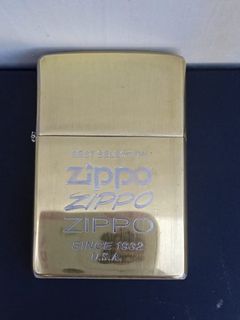 BEST SELECTION
zippo
ZIPPO
ZIPPO
SINCE 1932
U.S.A.